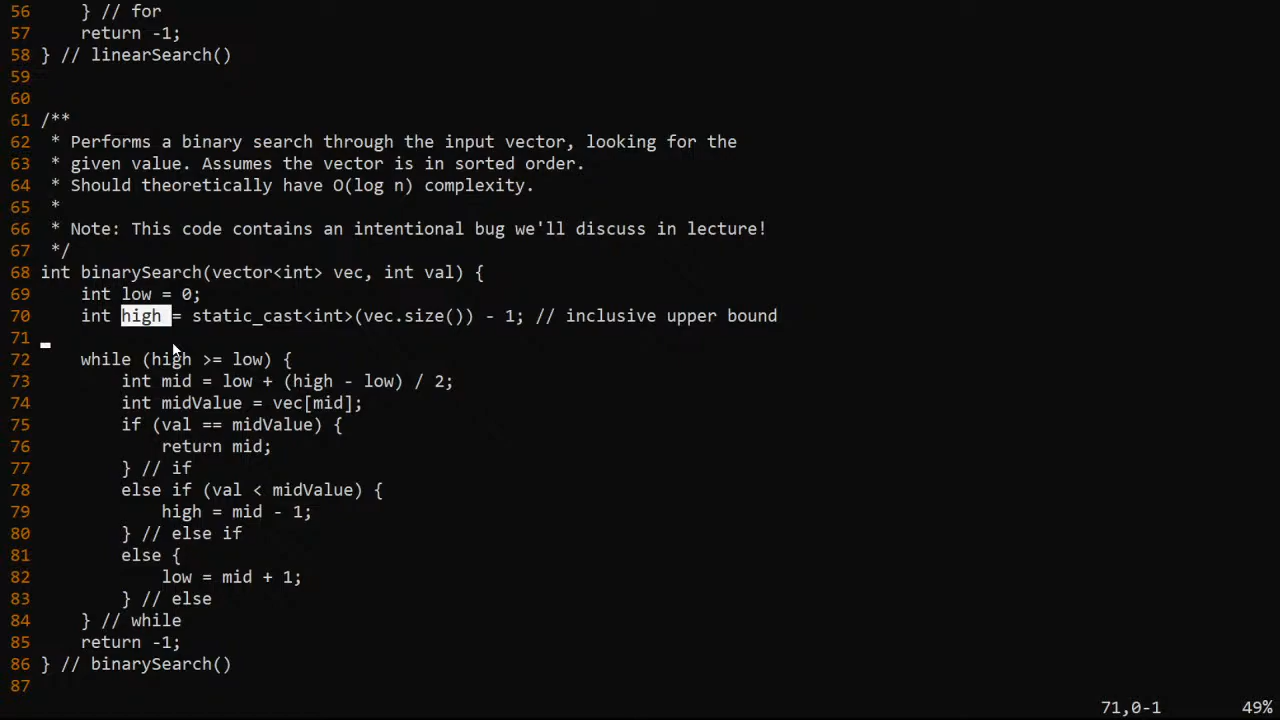 56     } // for
57     return -1;
58 } // linearSearch()
59
60
61 /**
62  * Performs a binary search through the input vector, looking for the
63  * given value. Assumes the vector is in sorted order.
64  * Should theoretically have O(log n) complexity.
65  *
66  * Note: This code contains an intentional bug we'll discuss in lecture!
67  */
68 int binarySearch(vector<int> vec, int val) {
69     int low = 0;
70     int high = static_cast<int>(vec.size()) - 1; // inclusive upper bound
71
72     while (high >= low) {
73         int mid = low + (high - low) / 2;
74         int midValue = vec[mid];
75         if (val == midValue) {
76             return mid;
77         } // if
78         else if (val < midValue) {
79             high = mid - 1;
80         } // else if
81         else {
82             low = mid + 1;
83         } // else
84     } // while
85     return -1;
86 } // binarySearch()
87
71,0-1 49%